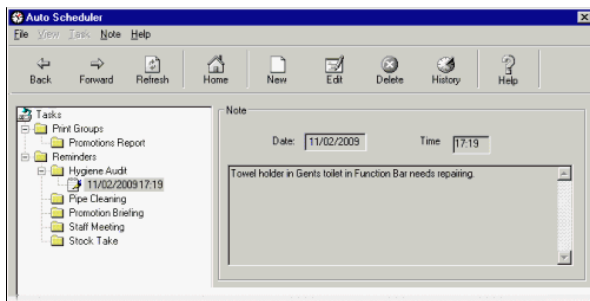 Auto Scheduler
File View Task Note Help
Back Forward Refresh Home New Edit Delete History Help
Tasks
Print Groups
Promotions Report
Reminders
Hygiene Audit
11/02/2009 17:19
Pipe Cleaning
Promotion Briefing
Staff Meeting
Stock Take
Note
Date: 11/02/2009 Time 17:19
Towel holder in Gents toilet in Function Bar needs repairing.